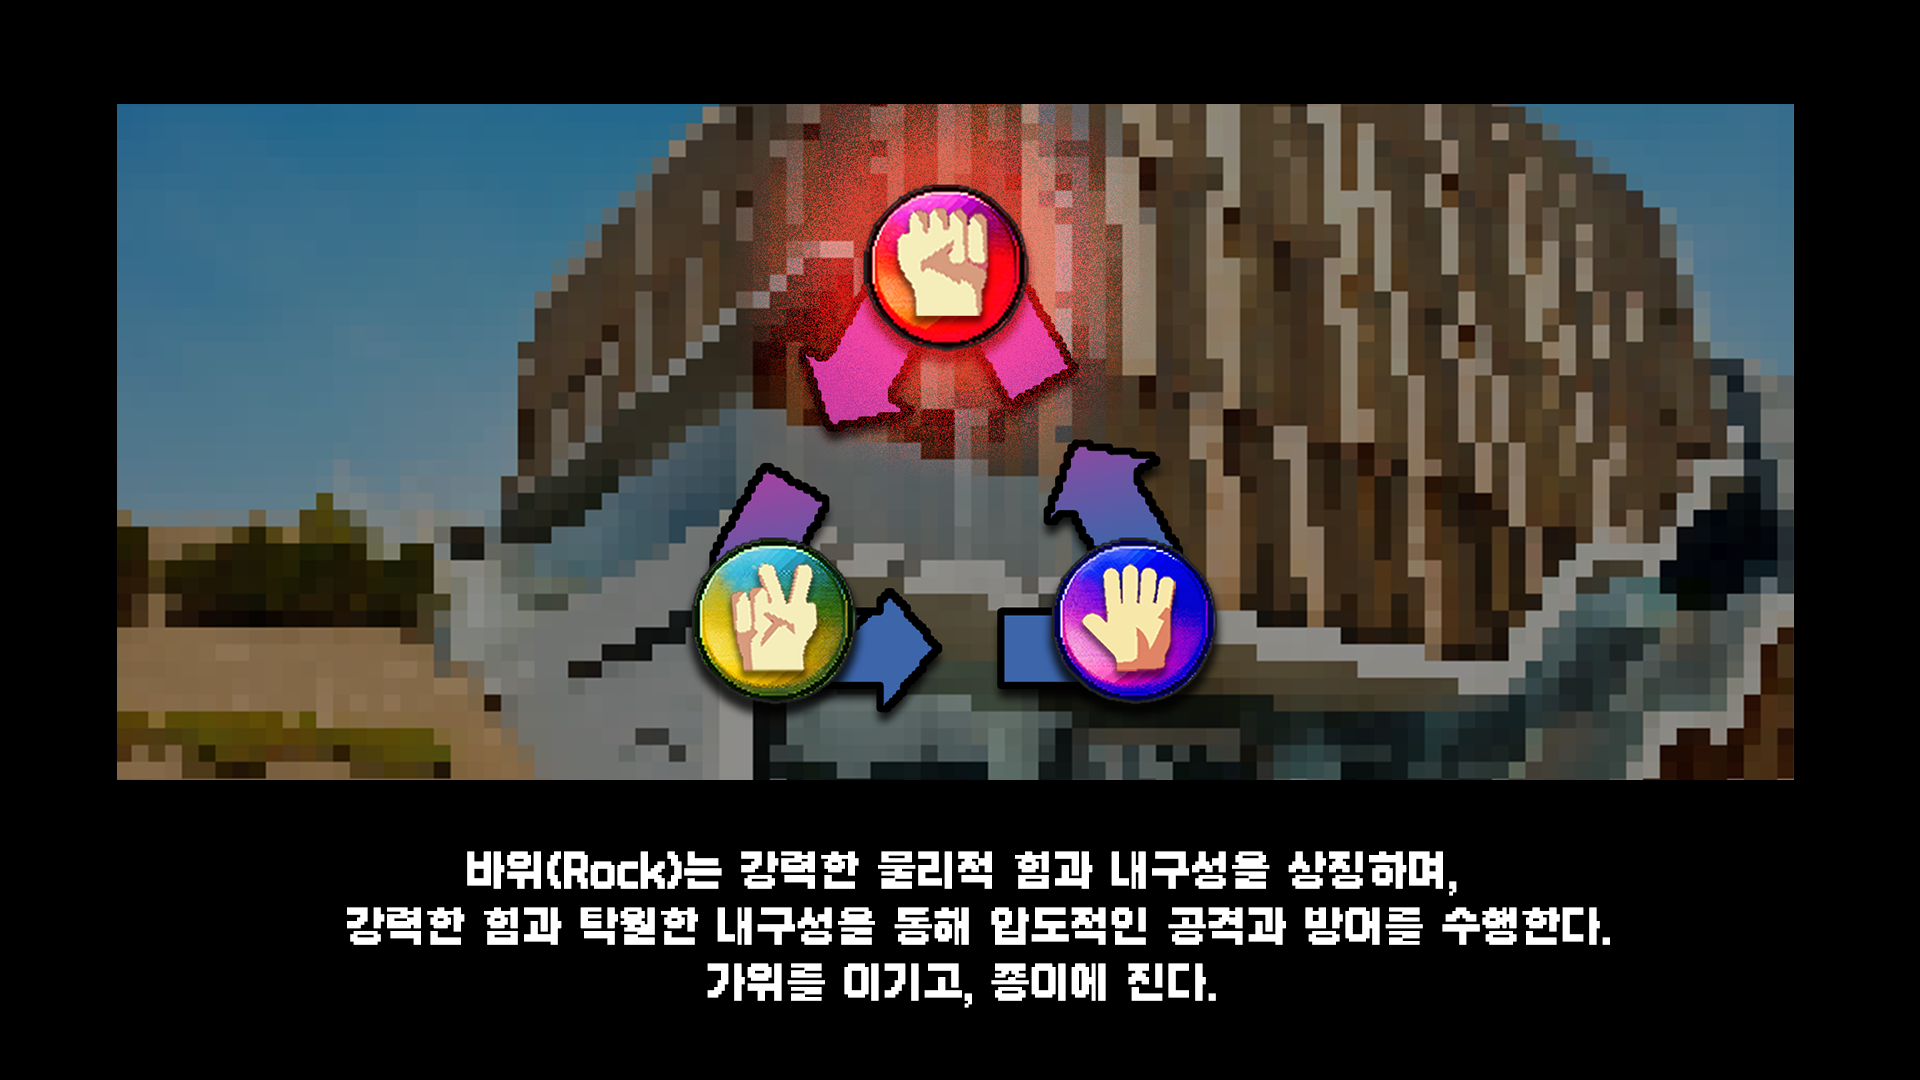 바위(Rock)는 강력한 물리적 힘과 내구성을 상징하며,
강력한 힘과 탁월한 내구성을 통해 압도적인 공격과 방어를 수행한다.
가위를 이기고, 종이에 진다.